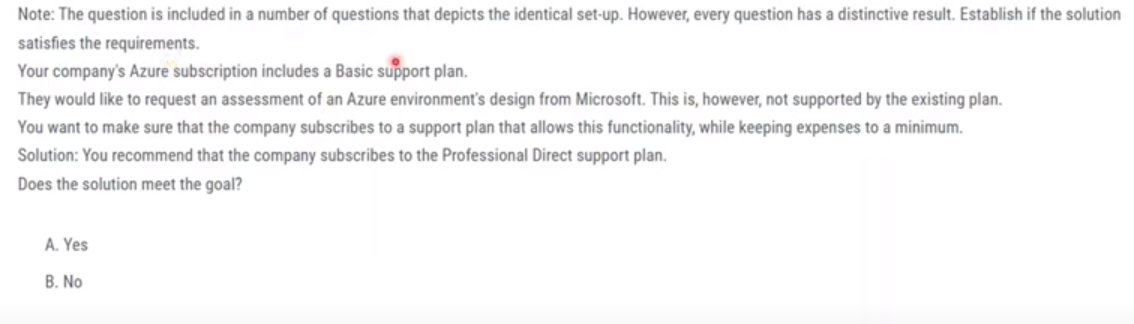 Note: The question is included in a number of questions that depicts the identical set-up. However, every question has a distinctive result. Establish if the solution
satisfies the requirements.
Your company's Azure subscription includes a Basic support plan.
They would like to request an assessment of an Azure environment's design from Microsoft. This is, however, not supported by the existing plan.
You want to make sure that the company subscribes to a support plan that allows this functionality, while keeping expenses to a minimum.
Solution: You recommend that the company subscribes to the Professional Direct support plan.
Does the solution meet the goal?
A. Yes
B. No